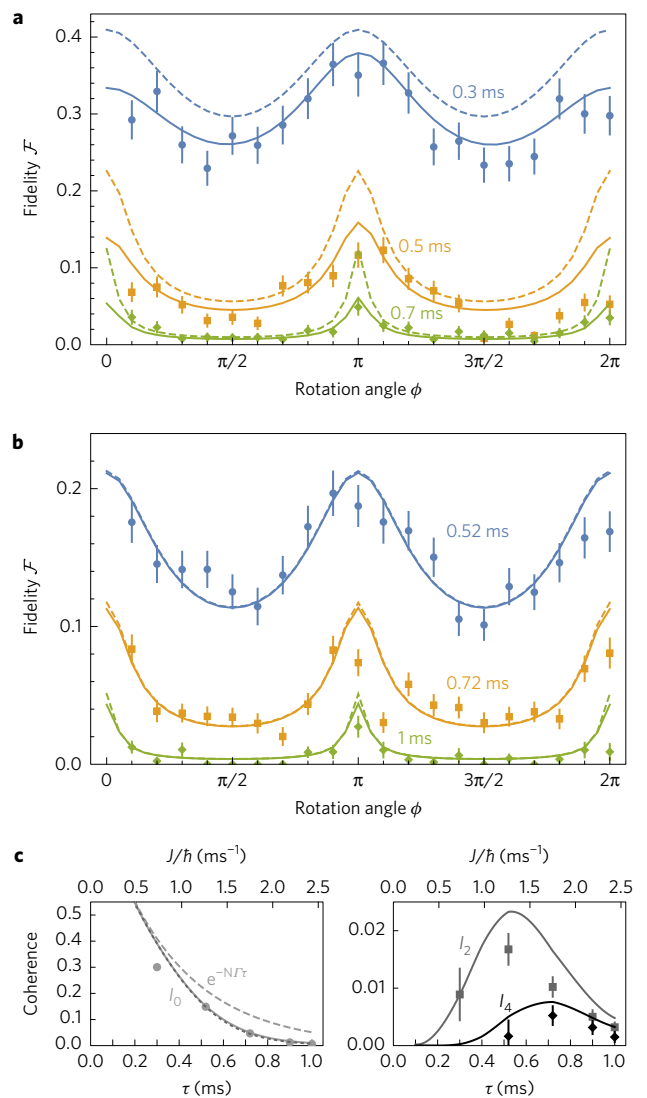 a
0.4
0.3
0.2
0.1
0.0
Fidelity ℱ
0.3 ms
0.5 ms
0.7 ms
0 π/2 π 3π/2 2π
Rotation angle ϕ
b
0.2
0.1
0.0
Fidelity ℱ
0.52 ms
0.72 ms
1 ms
0 π/2 π 3π/2 2π
Rotation angle ϕ
c
J/ħ (ms⁻¹)
0.0 0.5 1.0 1.5 2.0 2.5
0.5
0.4
0.3
0.2
0.1
0.0
Coherence
e⁻ᴺᴦτ
I₀
0.0 0.2 0.4 0.6 0.8 1.0
τ (ms)
J/ħ (ms⁻¹)
0.0 0.5 1.0 1.5 2.0 2.5
0.02
0.01
0.00
I₂
I₄
0.0 0.2 0.4 0.6 0.8 1.0
τ (ms)